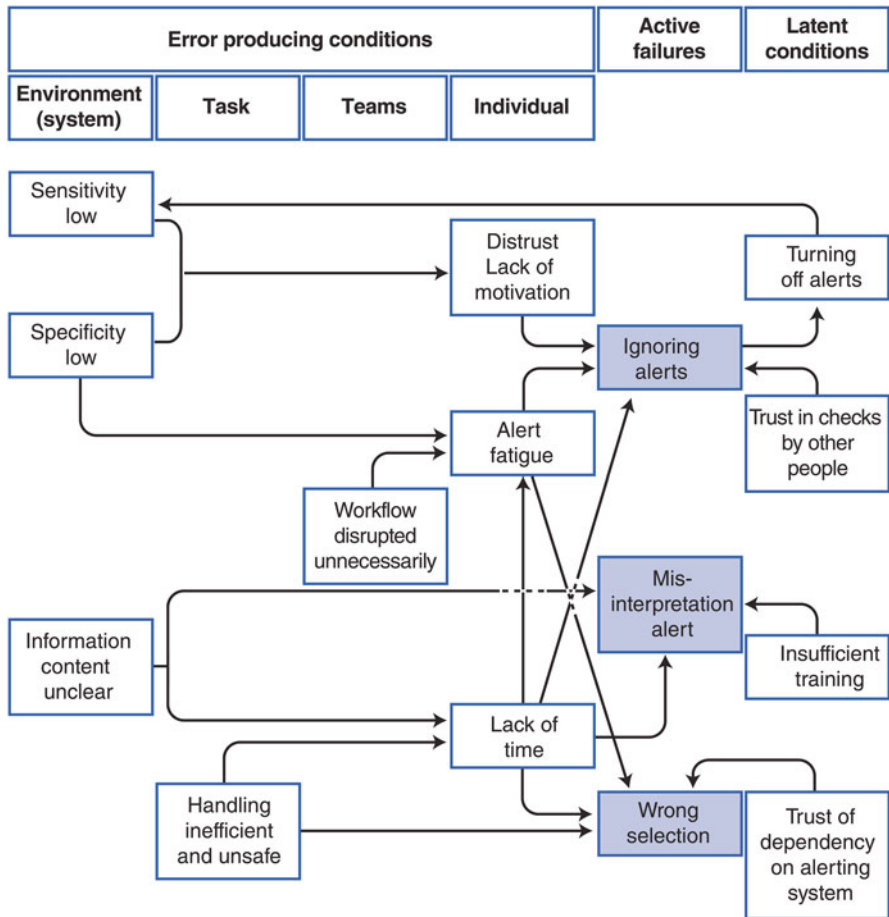 Error producing conditions
Active
failures
Latent
conditions
Environment
(system)
Task
Teams
Individual
Sensitivity
low
Distrust
Lack of
motivation
Turning
off alerts
Specificity
low
Ignoring
alerts
Alert
fatigue
Trust in checks
by other
people
Workflow
disrupted
unnecessarily
Mis-
interpretation
alert
Information
content
unclear
Insufficient
training
Lack of
time
Handling
inefficient
and unsafe
Wrong
selection
Trust of
dependency
on alerting
system